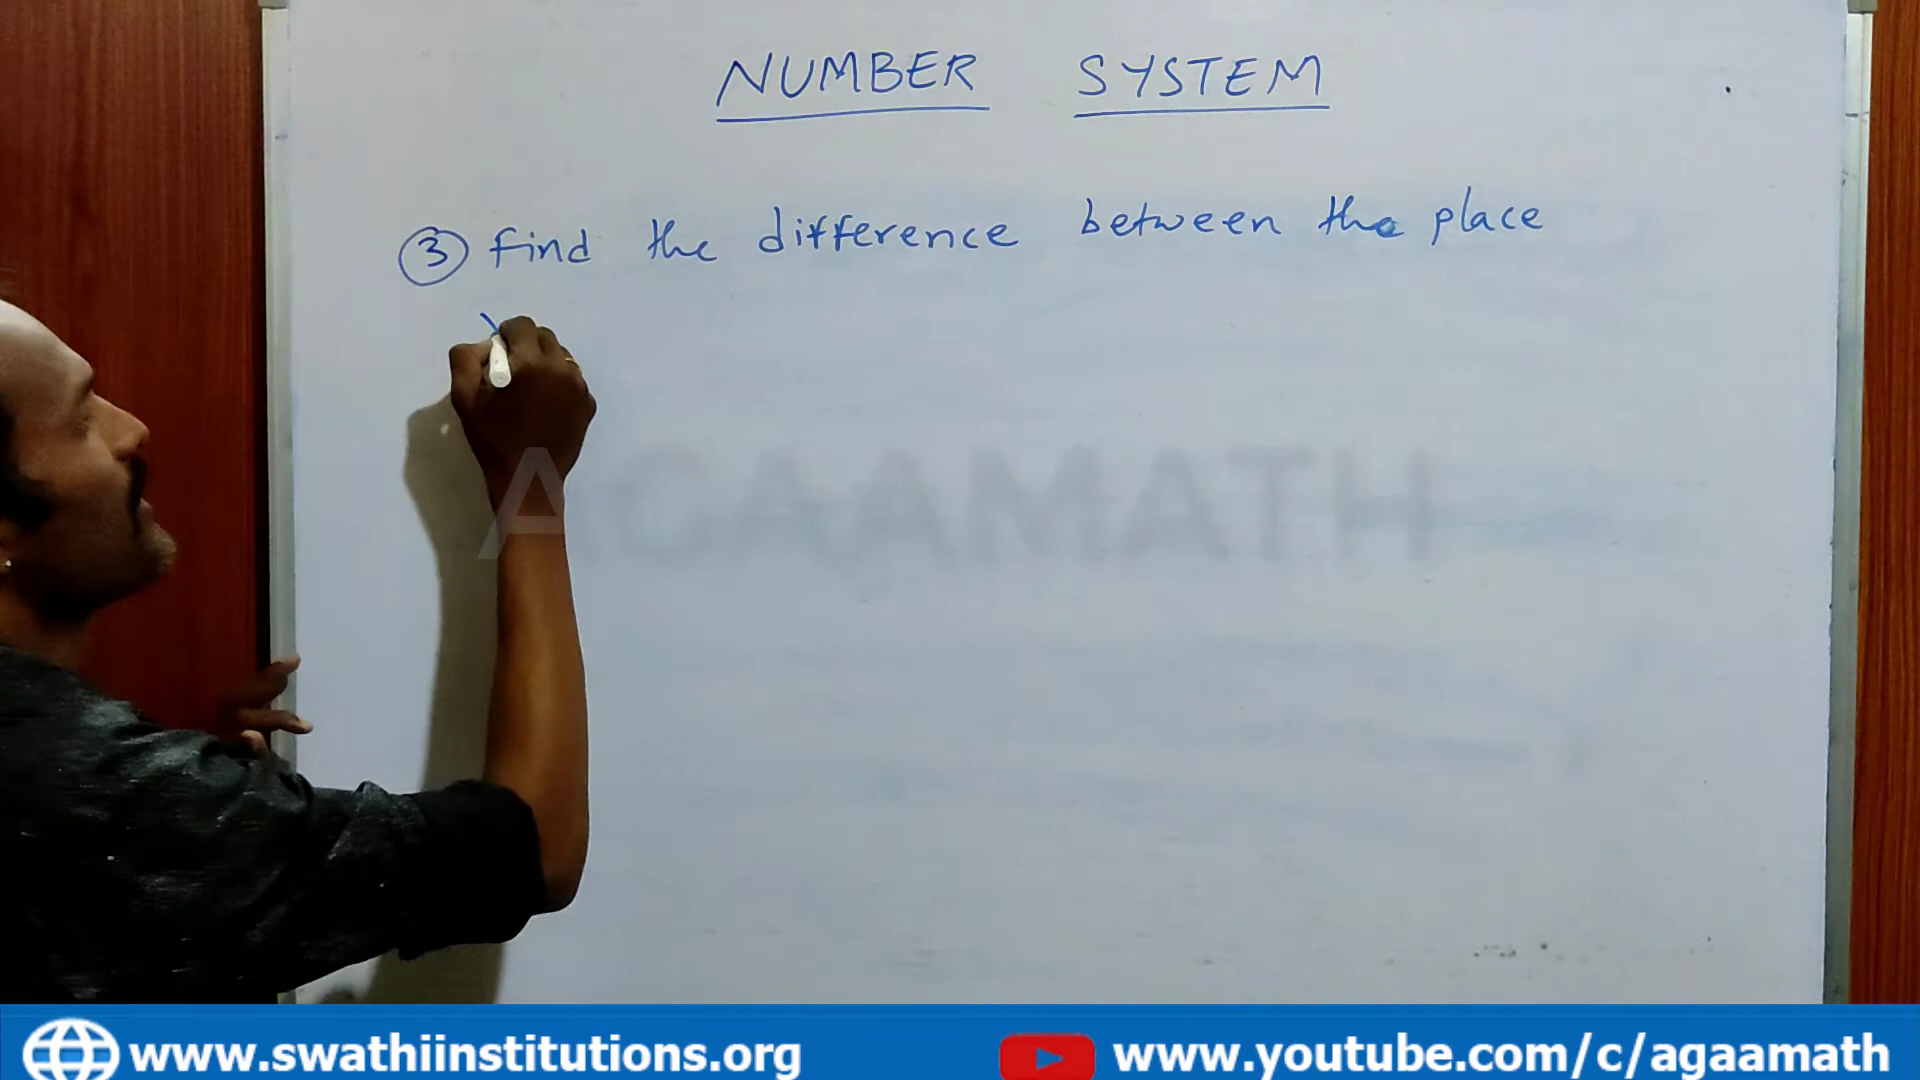 NUMBER SYSTEM
③ Find the difference between the place
AGAAMATH
www.swathiinstitutions.org
www.youtube.com/c/agaamath